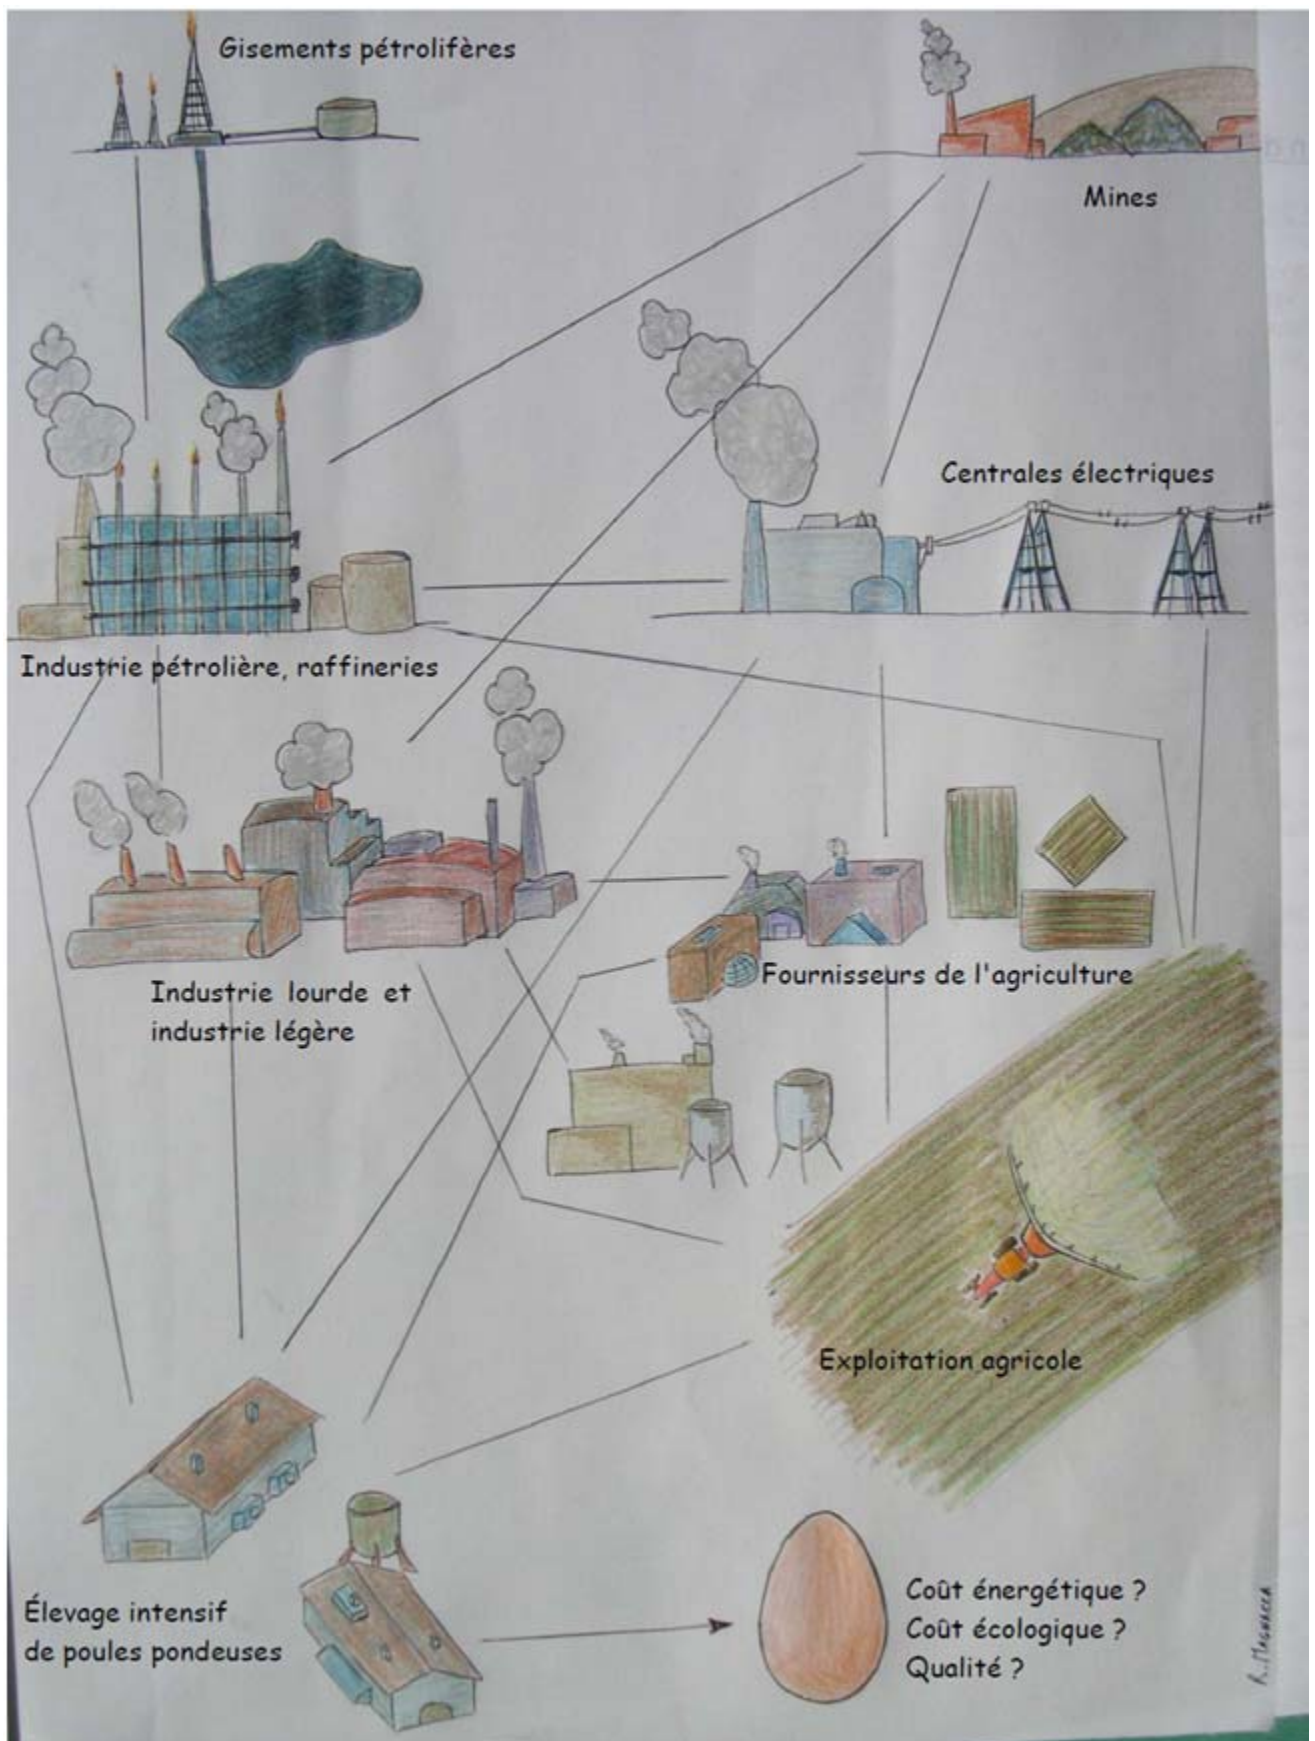 Gisements pétrolifères
Mines
Centrales électriques
Industrie pétrolière, raffineries
Fournisseurs de l'agriculture
Industrie lourde et
industrie légère
Exploitation agricole
Élevage intensif
de poules pondeuses
Coût énergétique ?
Coût écologique ?
Qualité ?